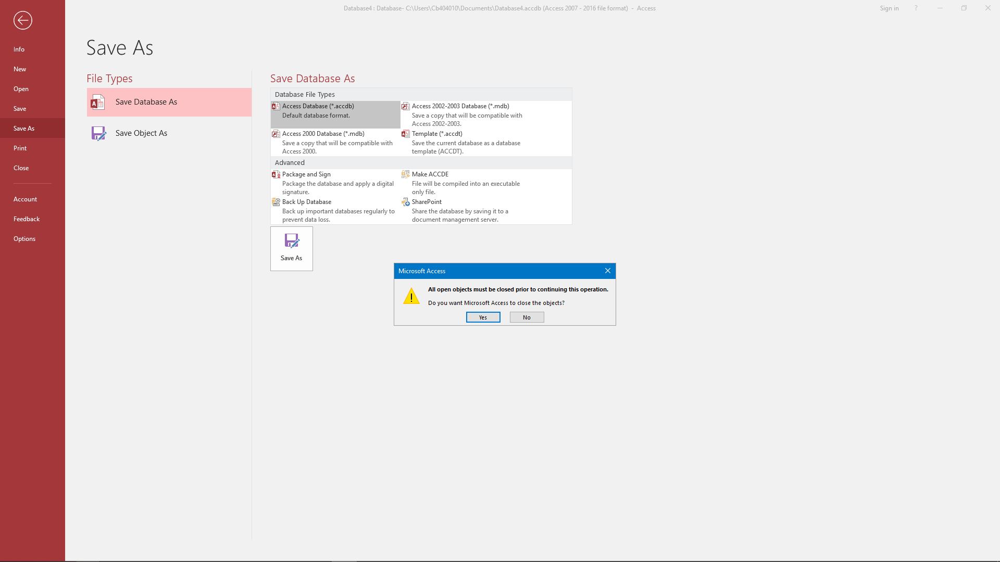 Database4 : Database- C:\Users\Cb404010\Documents\Database4.accdb (Access 2007 - 2016 file format) - Access
Sign in
?
Info
New
Open
Save
Save As
Print
Close
Account
Feedback
Options
Save As
File Types
Save Database As
Save Object As
Save Database As
Database File Types
Access Database (*.accdb)
Default database format.
Access 2002-2003 Database (*.mdb)
Save a copy that will be compatible with
Access 2002-2003.
Access 2000 Database (*.mdb)
Save a copy that will be compatible with
Access 2000.
Template (*.accdt)
Save the current database as a database
template (ACCDT).
Advanced
Package and Sign
Package the database and apply a digital
signature.
Make ACCDE
File will be compiled into an executable
only file.
Back Up Database
Back up important databases regularly to
prevent data loss.
SharePoint
Share the database by saving it to a
document management server.
Save As
Microsoft Access
All open objects must be closed prior to continuing this operation.
Do you want Microsoft Access to close the objects?
Yes
No